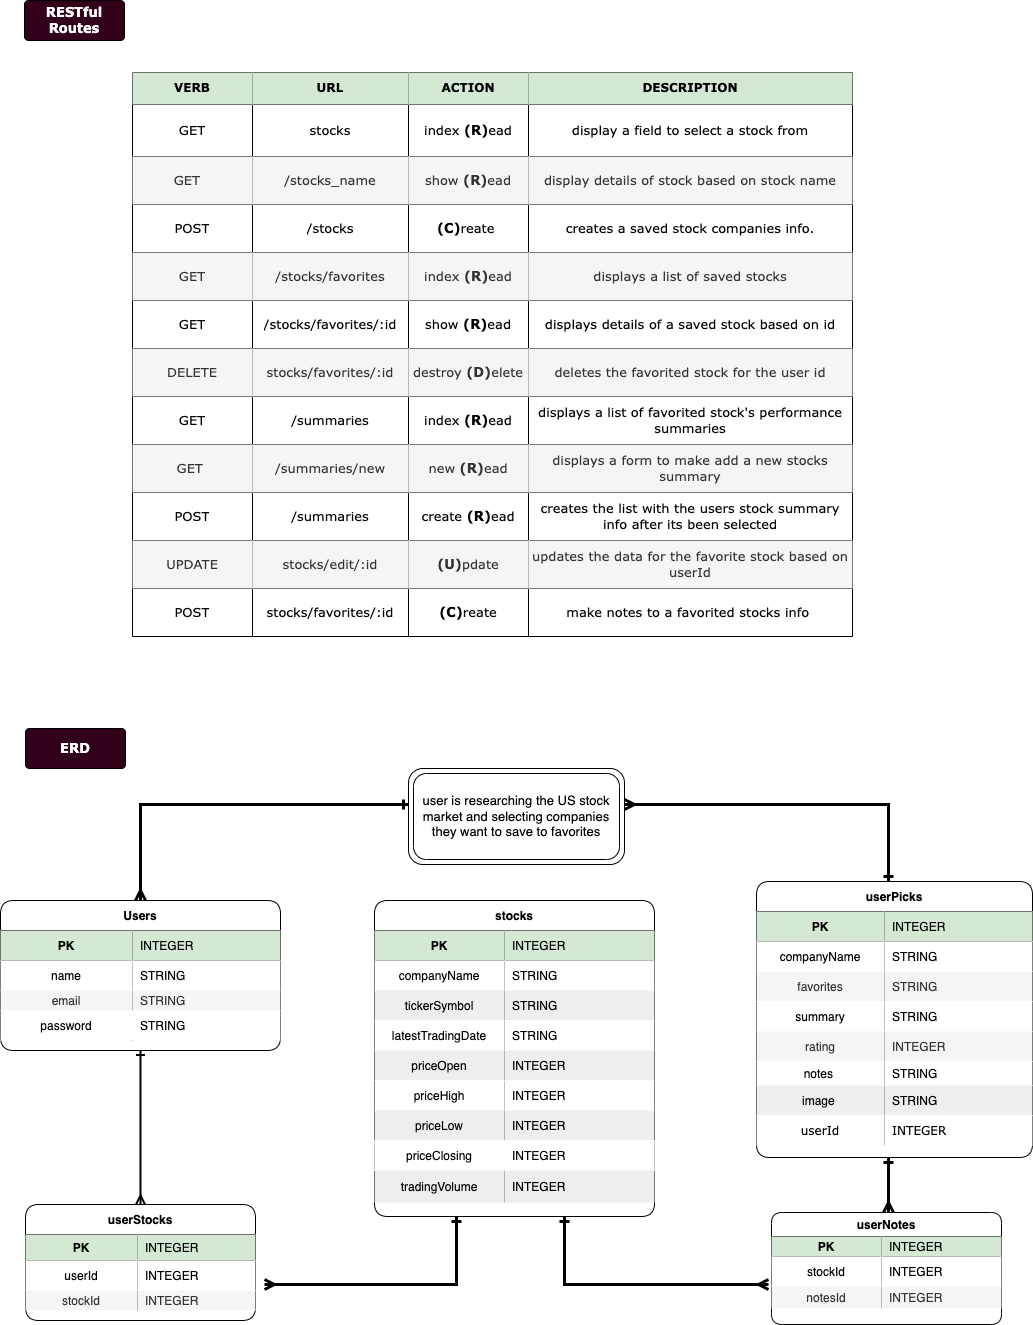 RESTful
Routes
VERB URL ACTION DESCRIPTION
GET stocks index (R)ead display a field to select a stock from
GET /stocks_name show (R)ead display details of stock based on stock name
POST /stocks (C)reate creates a saved stock companies info.
GET /stocks/favorites index (R)ead displays a list of saved stocks
GET /stocks/favorites/:id show (R)ead displays details of a saved stock based on id
DELETE stocks/favorites/:id destroy (D)elete deletes the favorited stock for the user id
GET /summaries index (R)ead displays a list of favorited stock's performance
summaries
GET /summaries/new new (R)ead displays a form to make add a new stocks
summary
POST /summaries create (R)ead creates the list with the users stock summary
info after its been selected
UPDATE stocks/edit/:id (U)pdate updates the data for the favorite stock based on
userId
POST stocks/favorites/:id (C)reate make notes to a favorited stocks info
ERD
user is researching the US stock
market and selecting companies
they want to save to favorites
Users
PK INTEGER
name STRING
email STRING
password STRING
stocks
PK INTEGER
companyName STRING
tickerSymbol STRING
latestTradingDate STRING
priceOpen INTEGER
priceHigh INTEGER
priceLow INTEGER
priceClosing INTEGER
tradingVolume INTEGER
userPicks
PK INTEGER
companyName STRING
favorites STRING
summary STRING
rating INTEGER
notes STRING
image STRING
userId INTEGER
userStocks
PK INTEGER
userId INTEGER
stockId INTEGER
userNotes
PK INTEGER
stockId INTEGER
notesId INTEGER